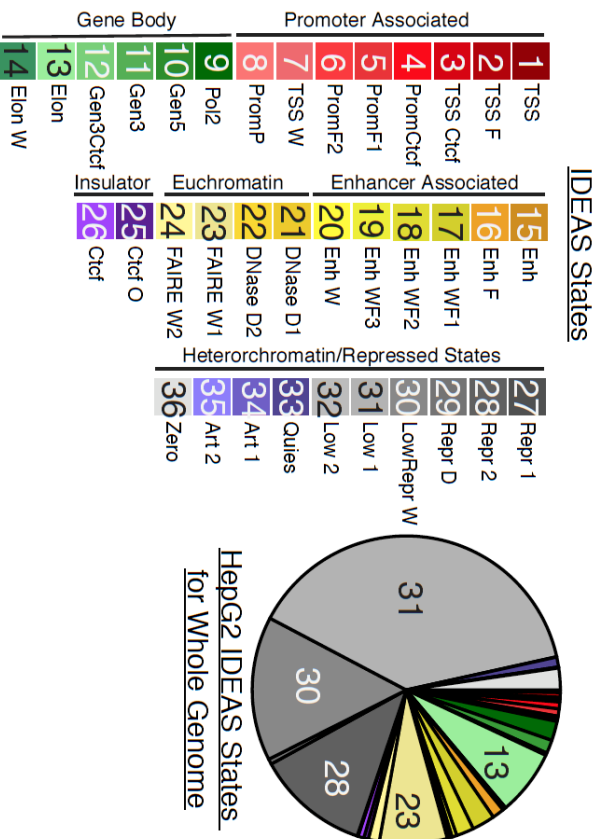 IDEAS States
Promoter Associated
1 TSS
2 TSS F
3 TSS Ctcf
4 PromCtcf
5 PromF1
6 PromF2
7 TSS W
8 PromP
Gene Body
9 Pol2
10 Gen5
11 Gen3
12 Gen3Ctcf
13 Elon
14 Elon W
Enhancer Associated
15 Enh
16 Enh F
17 Enh WF1
18 Enh WF2
19 Enh WF3
20 Enh W
Euchromatin
21 DNase D1
22 DNase D2
23 FAIRE W1
24 FAIRE W2
Insulator
25 Ctcf O
26 Ctcf
Heterorchromatin/Repressed States
27 Repr 1
28 Repr 2
29 Repr D
30 LowRepr W
31 Low 1
32 Low 2
33 Quies
34 Art 1
35 Art 2
36 Zero
HepG2 IDEAS States
for Whole Genome
31
30
28
23
13